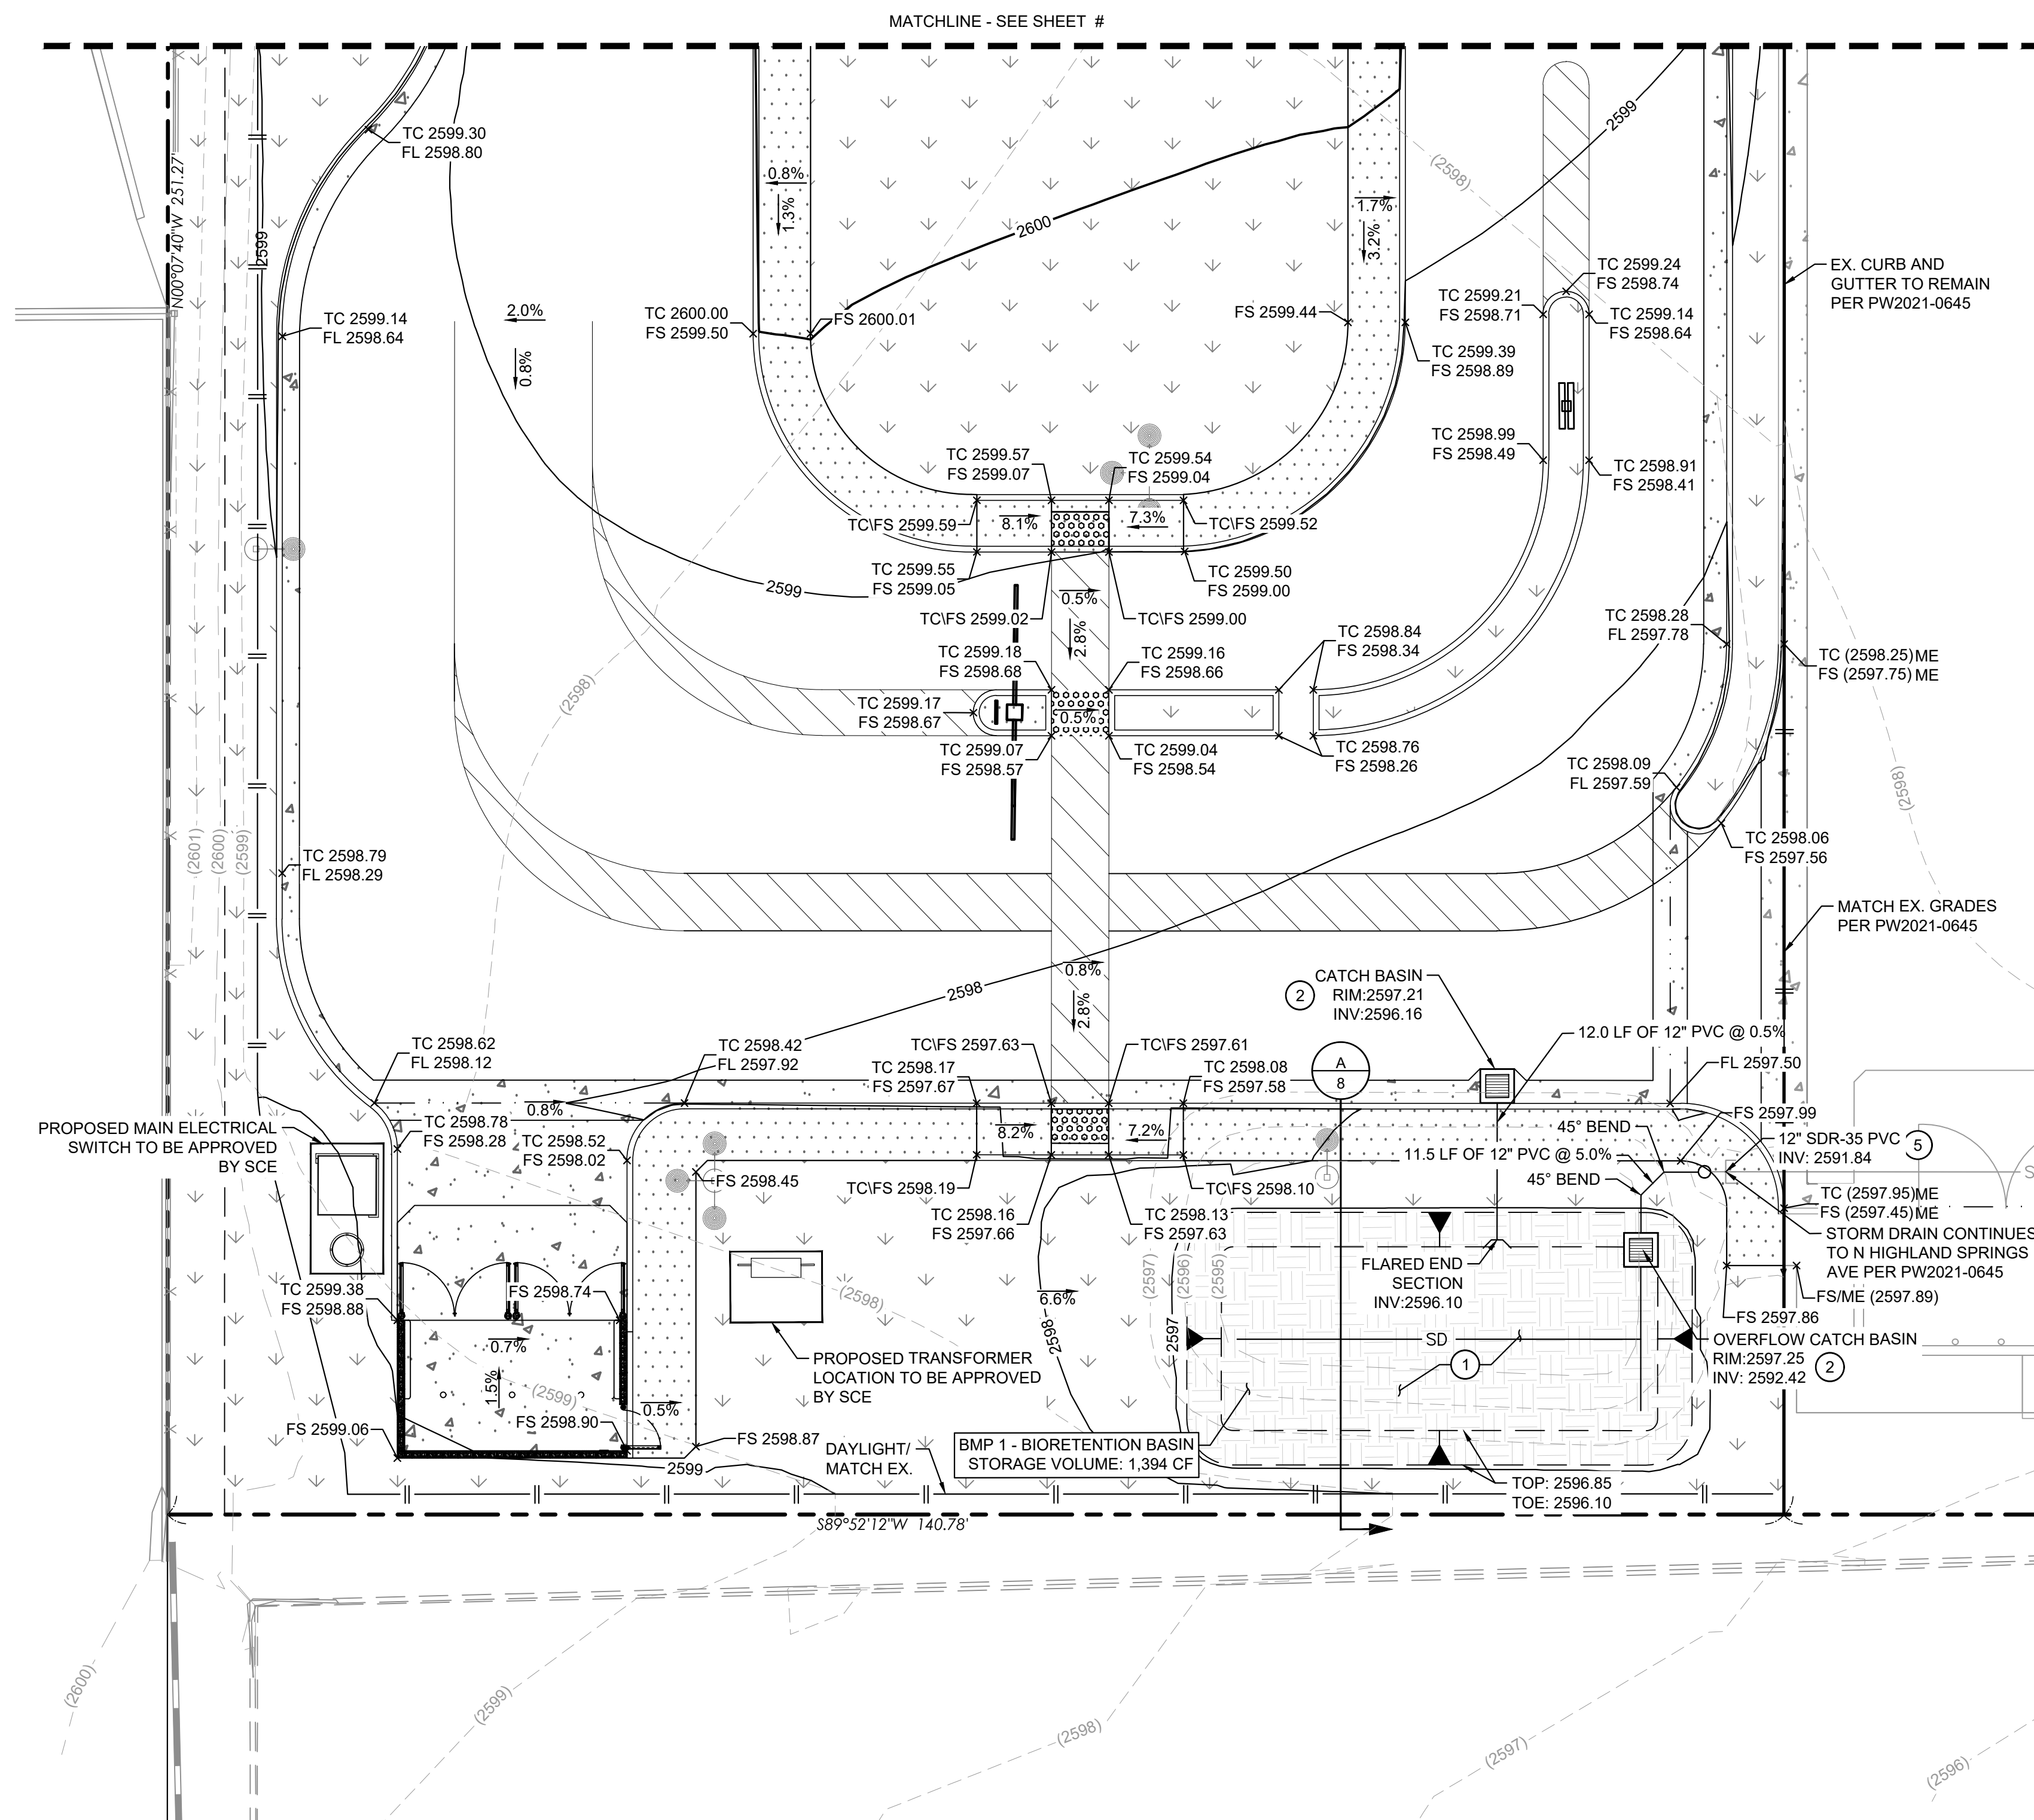 MATCHLINE - SEE SHEET #
N00°07'40"W 251.27'
2599
TC 2599.30
FL 2598.80
TC 2599.14
FL 2598.64
2.0%
0.8%
0.8%
1.3%
2600
1.7%
3.2%
(2598)
2599
TC 2600.00
FS 2599.50
FS 2600.01
FS 2599.44
TC 2599.39
FS 2598.89
TC 2599.21
FS 2598.71
TC 2599.24
FS 2598.74
TC 2599.14
FS 2598.64
EX. CURB AND
GUTTER TO REMAIN
PER PW2021-0645
TC 2598.99
FS 2598.49
TC 2598.91
FS 2598.41
TC 2599.57
FS 2599.07
TC 2599.54
FS 2599.04
TC\FS 2599.59
8.1%
7.3%
TC\FS 2599.52
TC 2599.55
FS 2599.05
TC 2599.50
FS 2599.00
2599
TC\FS 2599.02
0.5%
2.8%
TC\FS 2599.00
TC 2599.18
FS 2598.68
TC 2599.16
FS 2598.66
TC 2598.84
FS 2598.34
TC 2598.28
FL 2597.78
TC (2598.25) ME
FS (2597.75) ME
(2598)
TC 2599.17
FS 2598.67
0.5%
TC 2599.07
FS 2598.57
TC 2599.04
FS 2598.54
TC 2598.76
FS 2598.26
TC 2598.09
FL 2597.59
(2598)
TC 2598.06
FS 2597.56
(2601)
(2600)
(2599)
TC 2598.79
FL 2598.29
MATCH EX. GRADES
PER PW2021-0645
0.8%
2.8%
2598
2
CATCH BASIN
RIM:2597.21
INV:2596.16
12.0 LF OF 12" PVC @ 0.5%
TC 2598.62
FL 2598.12
TC 2598.42
FL 2597.92
TC\FS 2597.63
TC\FS 2597.61
TC 2598.17
FS 2597.67
TC 2598.08
FS 2597.58
A
8
FL 2597.50
0.8%
TC 2598.78
FS 2598.28
TC 2598.52
FS 2598.02
8.2%
7.2%
FS 2597.99
45° BEND
12" SDR-35 PVC
INV: 2591.84
5
11.5 LF OF 12" PVC @ 5.0%
45° BEND
PROPOSED MAIN ELECTRICAL
SWITCH TO BE APPROVED
BY SCE
FS 2598.45
TC\FS 2598.19
TC\FS 2598.10
TC 2598.16
FS 2597.66
TC 2598.13
FS 2597.63
TC (2597.95) ME
FS (2597.45) ME
STORM DRAIN CONTINUES
TO N HIGHLAND SPRINGS
AVE PER PW2021-0645
FLARED END
SECTION
INV:2596.10
(2597)
(2596)
(2595)
(2598)
FS/ME (2597.89)
FS 2597.86
TC 2599.38
FS 2598.88
FS 2598.74
0.7%
1.5%
(2599)
6.6%
2598
2597
SD
1
OVERFLOW CATCH BASIN
RIM:2597.25
INV: 2592.42
2
PROPOSED TRANSFORMER
LOCATION TO BE APPROVED
BY SCE
0.5%
FS 2599.06
FS 2598.90
FS 2598.87
2599
DAYLIGHT/
MATCH EX.
BMP 1 - BIORETENTION BASIN
STORAGE VOLUME: 1,394 CF
TOP: 2596.85
TOE: 2596.10
S89°52'12"W 140.78'
(2600)
(2599)
(2598)
(2597)
(2596)